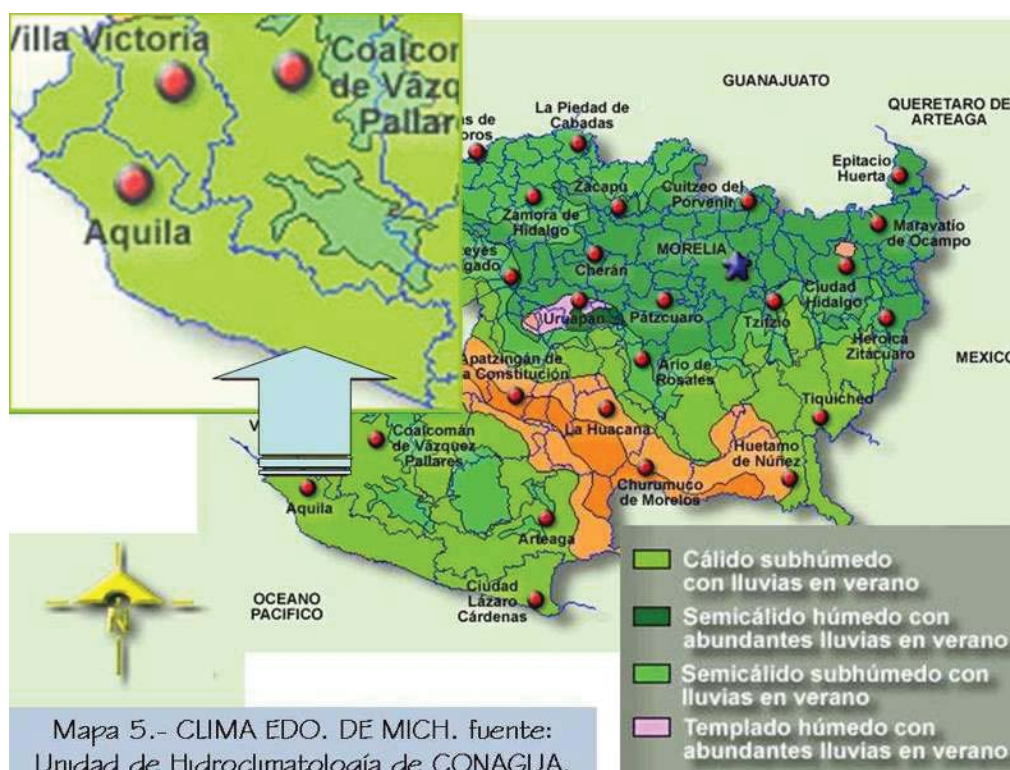 Villa Victoria
Coalcom
de Vázq
Pallar
Aquila
GUANAJUATO
QUERETARO DE
ARTEAGA
La Piedad de
Cabadas
Epitacio
Huerta
Zacapu
Cuitzeo del
Porvenir
Zamora de
Hidalgo
Maravatío
de Ocampo
MORELIA
Cherán
Ciudad
Hidalgo
Uruapan
Pátzcuaro
Tzitzio
Heroica
Zitácuaro
MEXICO
Apatzingán de
a Constitución
Ario de
Rosales
Tiquicheo
La Huacana
Coalcomán
de Vázquez
Pallares
Huetamo
de Núñez
Churumuco
de Morelos
Aquila
Arteaga
Ciudad
Lázaro
Cárdenas
OCEANO
PACIFICO
N
Cálido subhúmedo
con lluvias en verano
Semicálido húmedo con
abundantes lluvias en verano
Semicálido subhúmedo con
lluvias en verano
Templado húmedo con
abundantes lluvias en verano
Mapa 5.- CLIMA EDO. DE MICH. fuente:
Unidad de Hidroclimatología de CONAGUA.